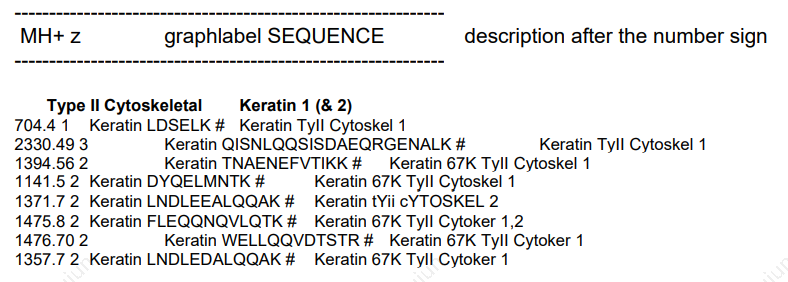 ----------------------------------------------------------------
MH+ z graphlabel SEQUENCE description after the number sign
----------------------------------------------------------------
Type II Cytoskeletal Keratin 1 (& 2)
704.4 1 Keratin LDSELK # Keratin TyII Cytoskel 1
2330.49 3 Keratin QISNLQQSISDAEQRGENALK # Keratin TyII Cytoskel 1
1394.56 2 Keratin TNAENEFVTIKK # Keratin 67K TyII Cytoskel 1
1141.5 2 Keratin DYQELMNTK # Keratin 67K TyII Cytoskel 1
1371.7 2 Keratin LNDLEEALQQAK # Keratin tYii cYTOSKEL 2
1475.8 2 Keratin FLEQQNQVLQTK # Keratin 67K TyII Cytoker 1,2
1476.70 2 Keratin WELLQQVDTSTR # Keratin 67K TyII Cytoker 1
1357.7 2 Keratin LNDLEDALQQAK # Keratin 67K TyII Cytoker 1